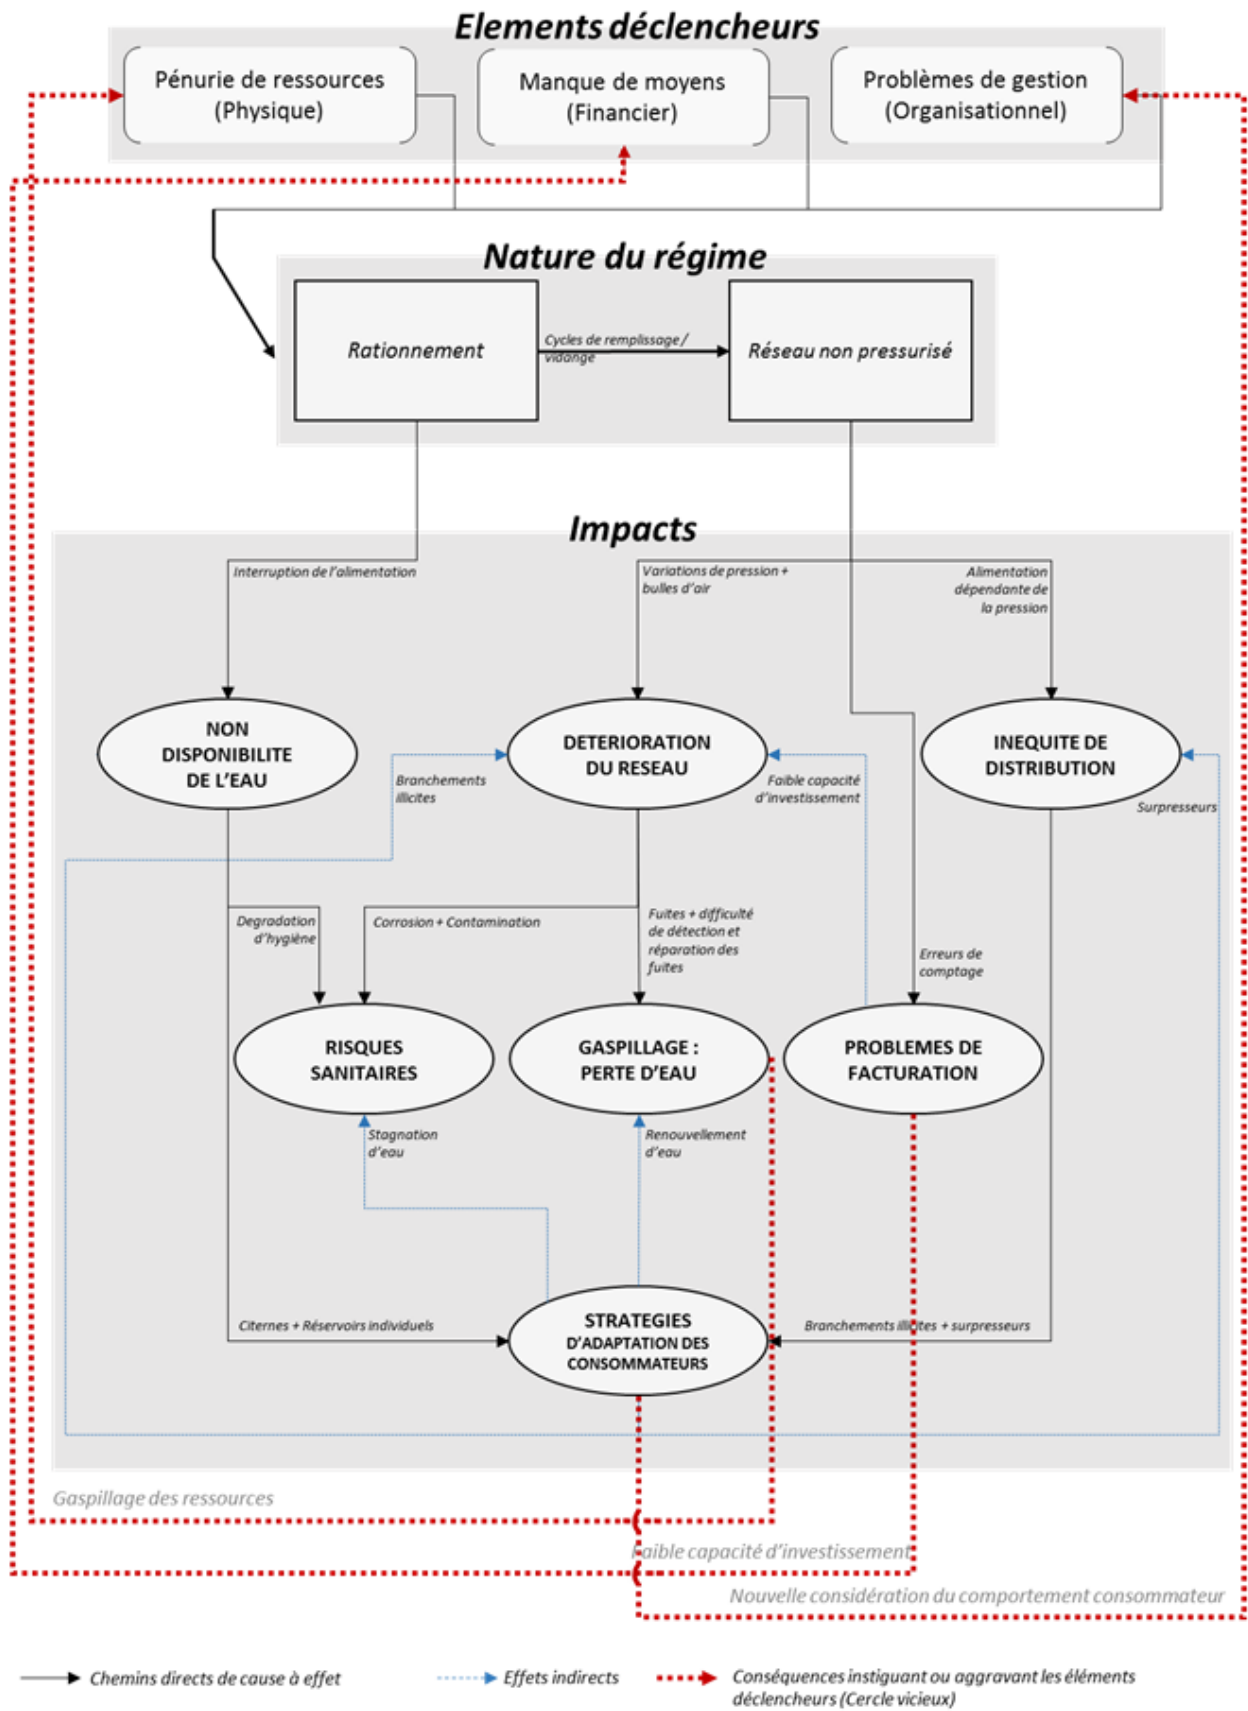 Elements déclencheurs
Pénurie de ressources
(Physique)
Manque de moyens
(Financier)
Problèmes de gestion
(Organisationnel)
Nature du régime
Rationnement
Cycles de remplissage /
vidange
Réseau non pressurisé
Impacts
Interruption de l'alimentation
Variations de pression +
bulles d'air
Alimentation
dépendante de
la pression
NON
DISPONIBILITE
DE L'EAU
DETERIORATION
DU RESEAU
INEQUITE DE
DISTRIBUTION
Branchements
illicites
Faible capacité
d'investissement
Surpresseurs
Degradation
d'hygiène
Corrosion + Contamination
Fuites + difficulté
de détection et
réparation des
fuites
Erreurs de
comptage
RISQUES
SANITAIRES
GASPILLAGE :
PERTE D'EAU
PROBLEMES DE
FACTURATION
Stagnation
d'eau
Renouvellement
d'eau
Citernes + Réservoirs individuels
STRATEGIES
D'ADAPTATION DES
CONSOMMATEURS
Branchements illicites + surpresseurs
Gaspillage des ressources
Faible capacité d'investissement
Nouvelle considération du comportement consommateur
Chemins directs de cause à effet
Effets indirects
Conséquences instiguant ou aggravant les éléments
déclencheurs (Cercle vicieux)